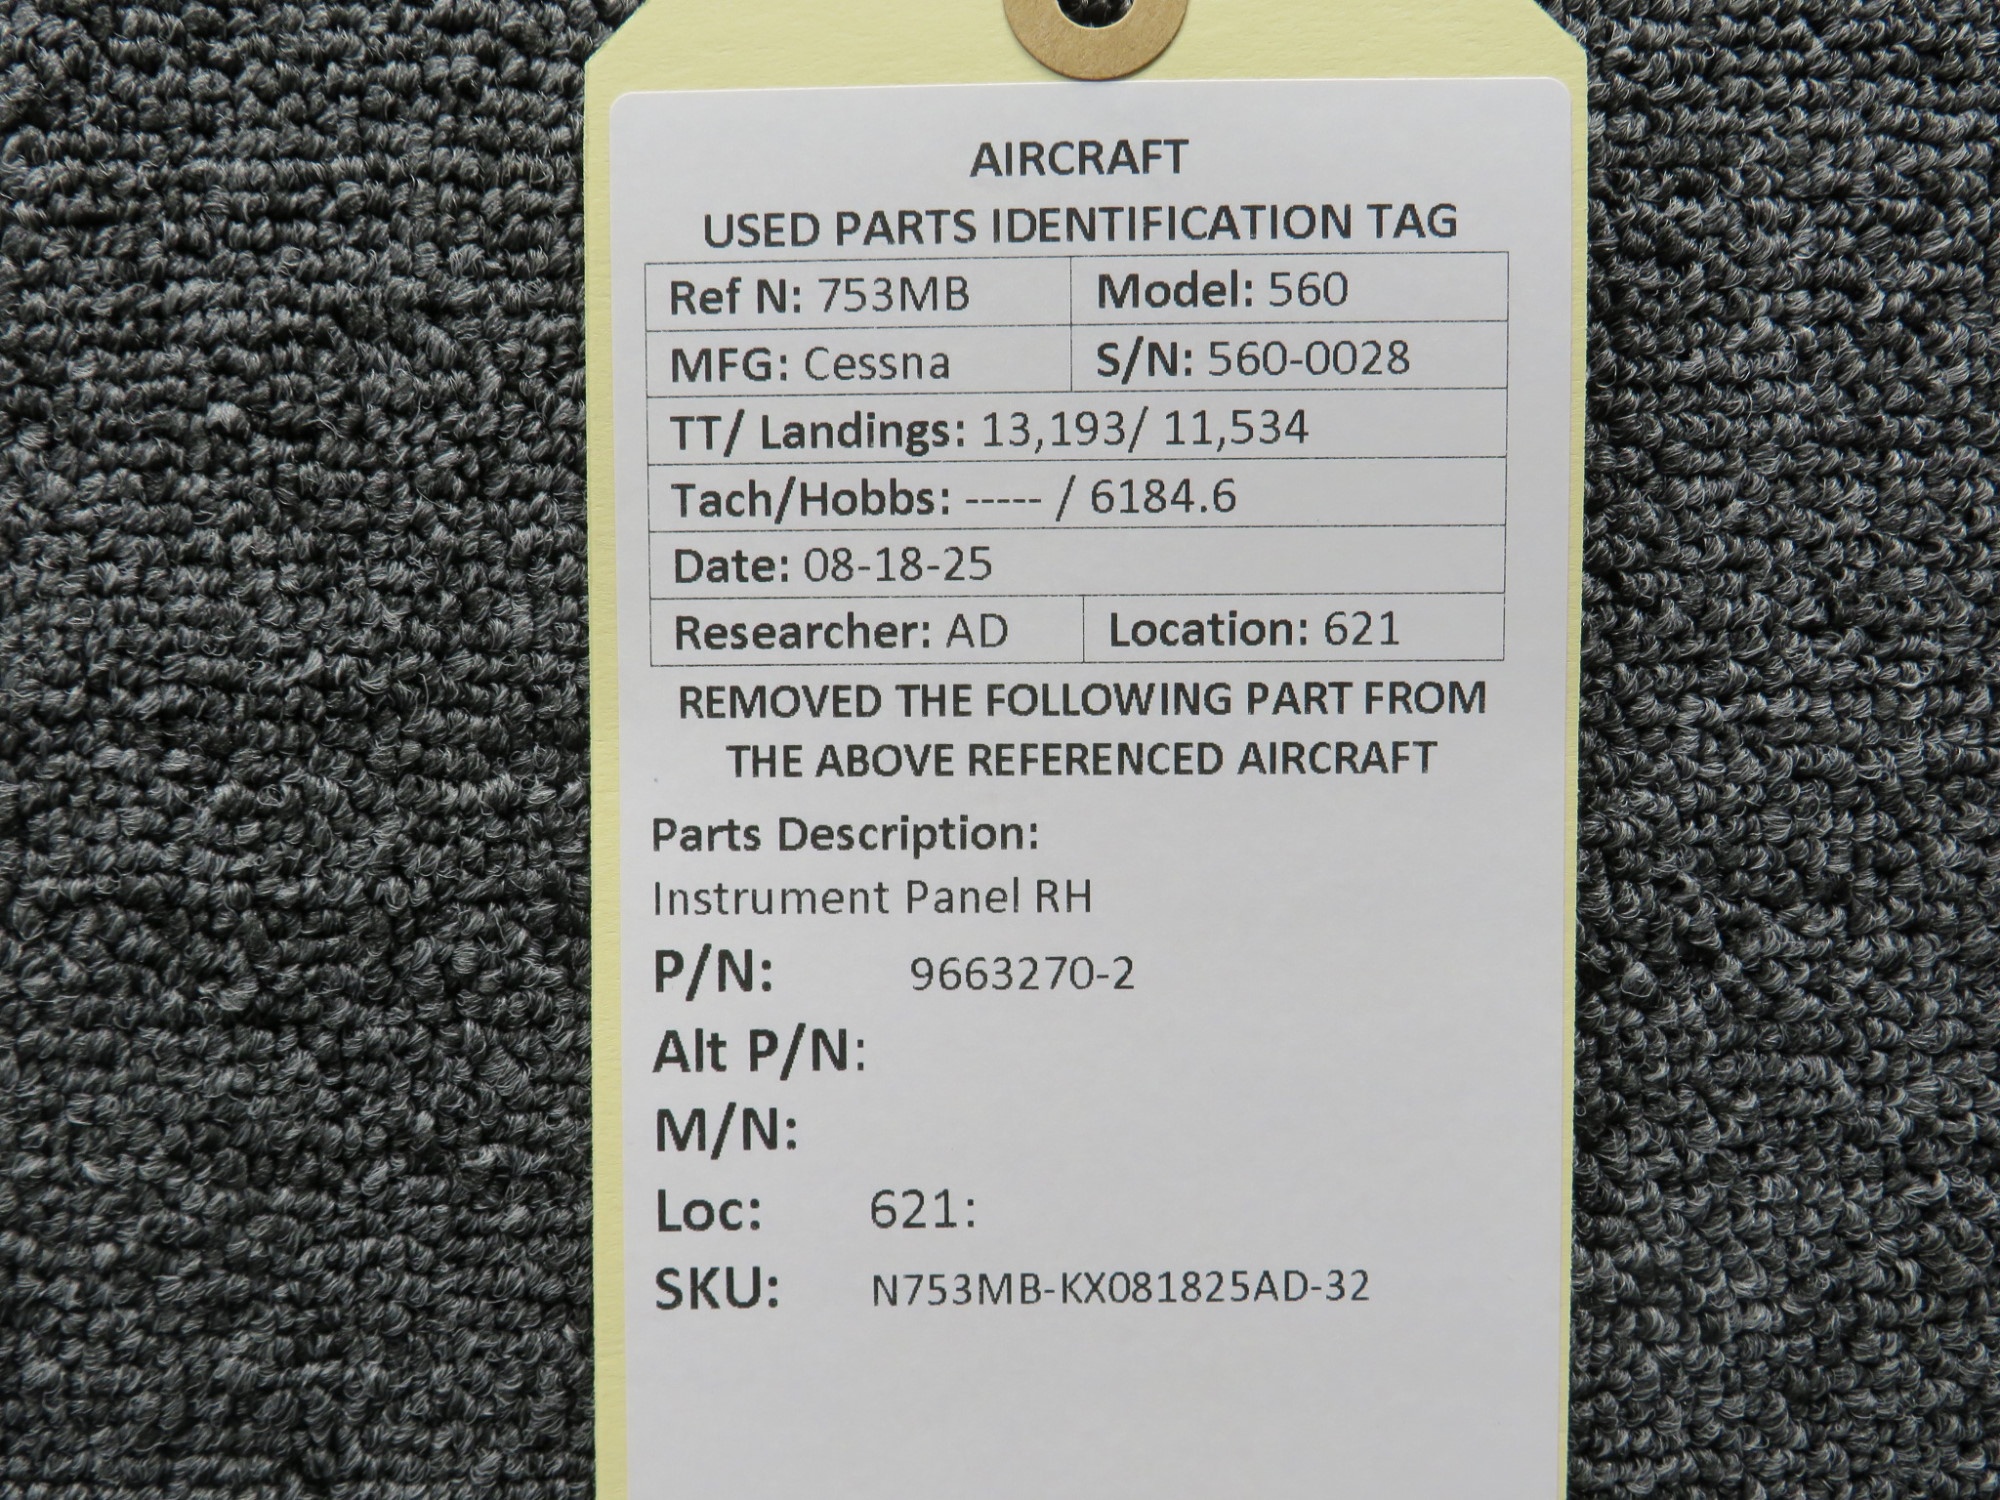 AIRCRAFT
USED PARTS IDENTIFICATION TAG
Ref N: 753MB Model: 560
MFG: Cessna S/N: 560-0028
TT/ Landings: 13,193/ 11,534
Tach/Hobbs: ----- / 6184.6
Date: 08-18-25
Researcher: AD Location: 621
REMOVED THE FOLLOWING PART FROM
THE ABOVE REFERENCED AIRCRAFT
Parts Description:
Instrument Panel RH
P/N: 9663270-2
Alt P/N:
M/N:
Loc: 621:
SKU: N753MB-KX081825AD-32